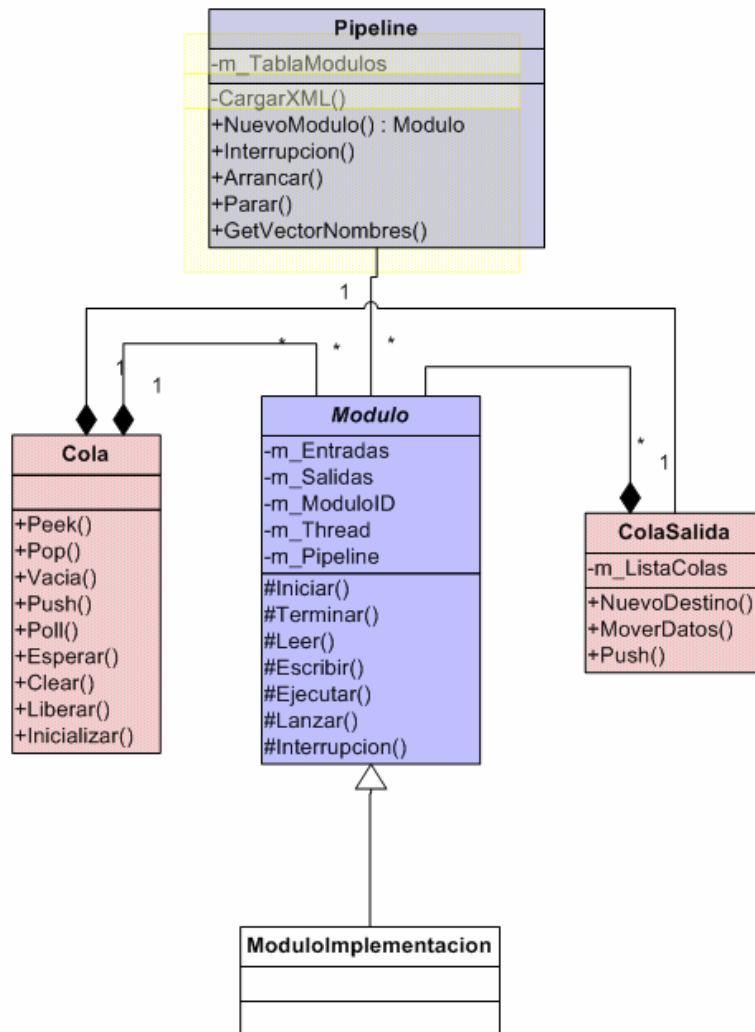 Pipeline
-m_TablaModulos
-CargarXML()
+NuevoModulo() : Modulo
+Interrupcion()
+Arrancar()
+Parar()
+GetVectorNombres()
1
*
*
*
1
1
Cola
+Peek()
+Pop()
+Vacia()
+Push()
+Poll()
+Esperar()
+Clear()
+Liberar()
+Inicializar()
Modulo
-m_Entradas
-m_Salidas
-m_ModuloID
-m_Thread
-m_Pipeline
#Iniciar()
#Terminar()
#Leer()
#Escribir()
#Ejecutar()
#Lanzar()
#Interrupcion()
*
1
ColaSalida
-m_ListaColas
+NuevoDestino()
+MoverDatos()
+Push()
ModuloImplementacion